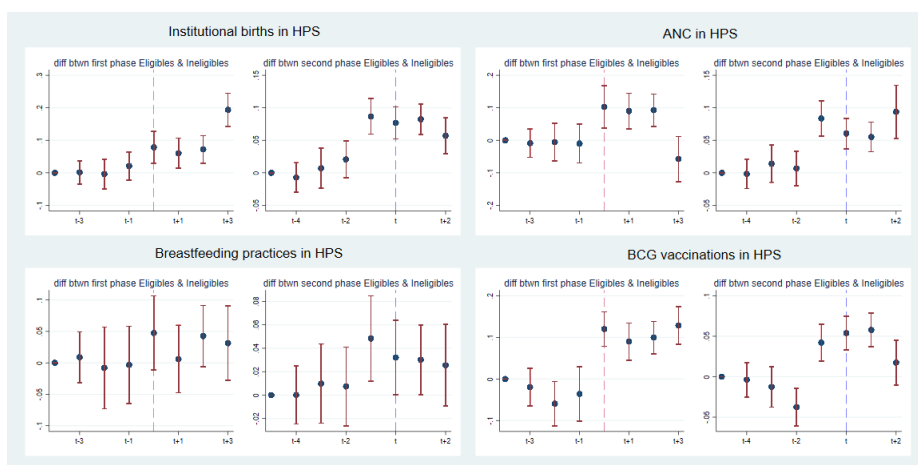 Institutional births in HPS
diff btwn first phase Eligibles & Ineligibles
.3
.2
.1
0
-.1
t-3
t-1
t+1
t+3
diff btwn second phase Eligibles & Ineligibles
.15
.1
.05
0
-.05
t-4
t-2
t
t+2
ANC in HPS
diff btwn first phase Eligibles & Ineligibles
.2
.1
0
-.1
-.2
t-3
t-1
t+1
t+3
diff btwn second phase Eligibles & Ineligibles
.15
.1
.05
0
-.05
t-4
t-2
t
t+2
Breastfeeding practices in HPS
diff btwn first phase Eligibles & Ineligibles
.1
.05
0
-.05
-.1
t-3
t-1
t+1
t+3
diff btwn second phase Eligibles & Ineligibles
.08
.06
.04
.02
0
-.02
t-4
t-2
t
t+2
BCG vaccinations in HPS
diff btwn first phase Eligibles & Ineligibles
.2
.1
0
-.1
t-3
t-1
t+1
t+3
diff btwn second phase Eligibles & Ineligibles
.1
.05
0
-.05
t-4
t-2
t
t+2